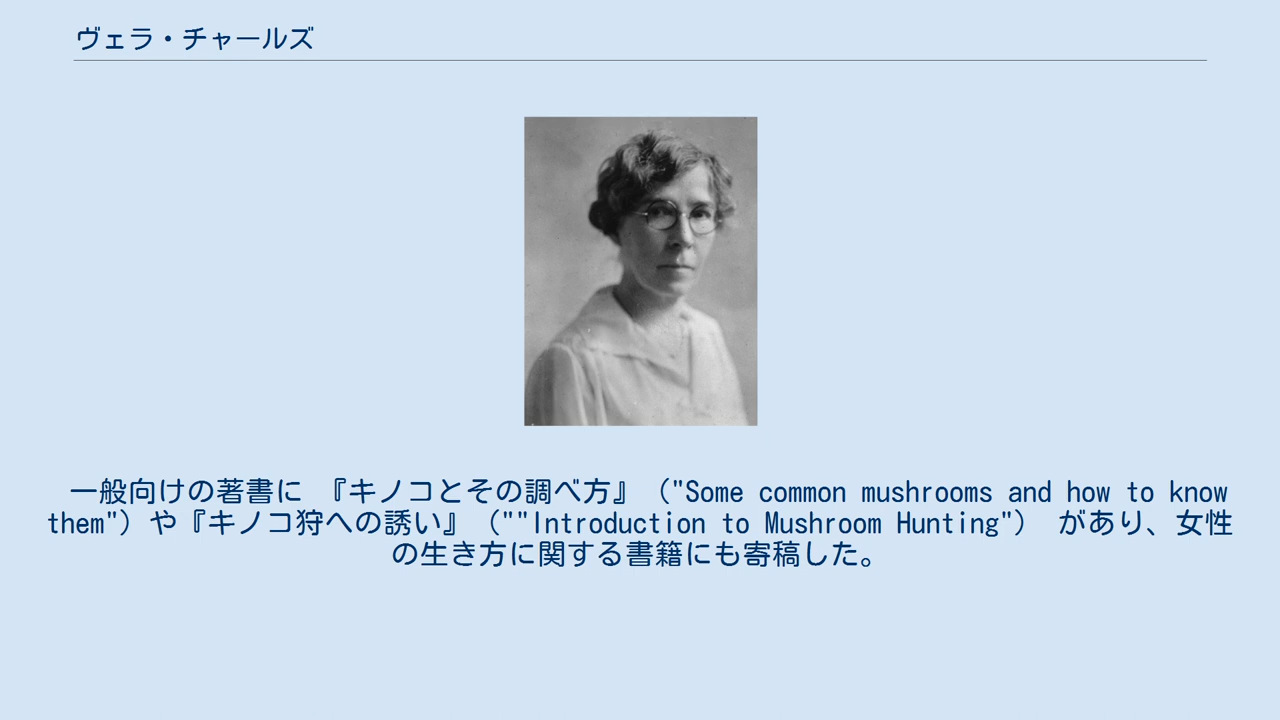 ヴェラ・チャールズ
一般向けの著書に 『キノコとその調べ方』 （"Some common mushrooms and how to know
them"）や『キノコ狩への誘い』 （""Introduction to Mushroom Hunting"） があり、女性
の生き方に関する書籍にも寄稿した。